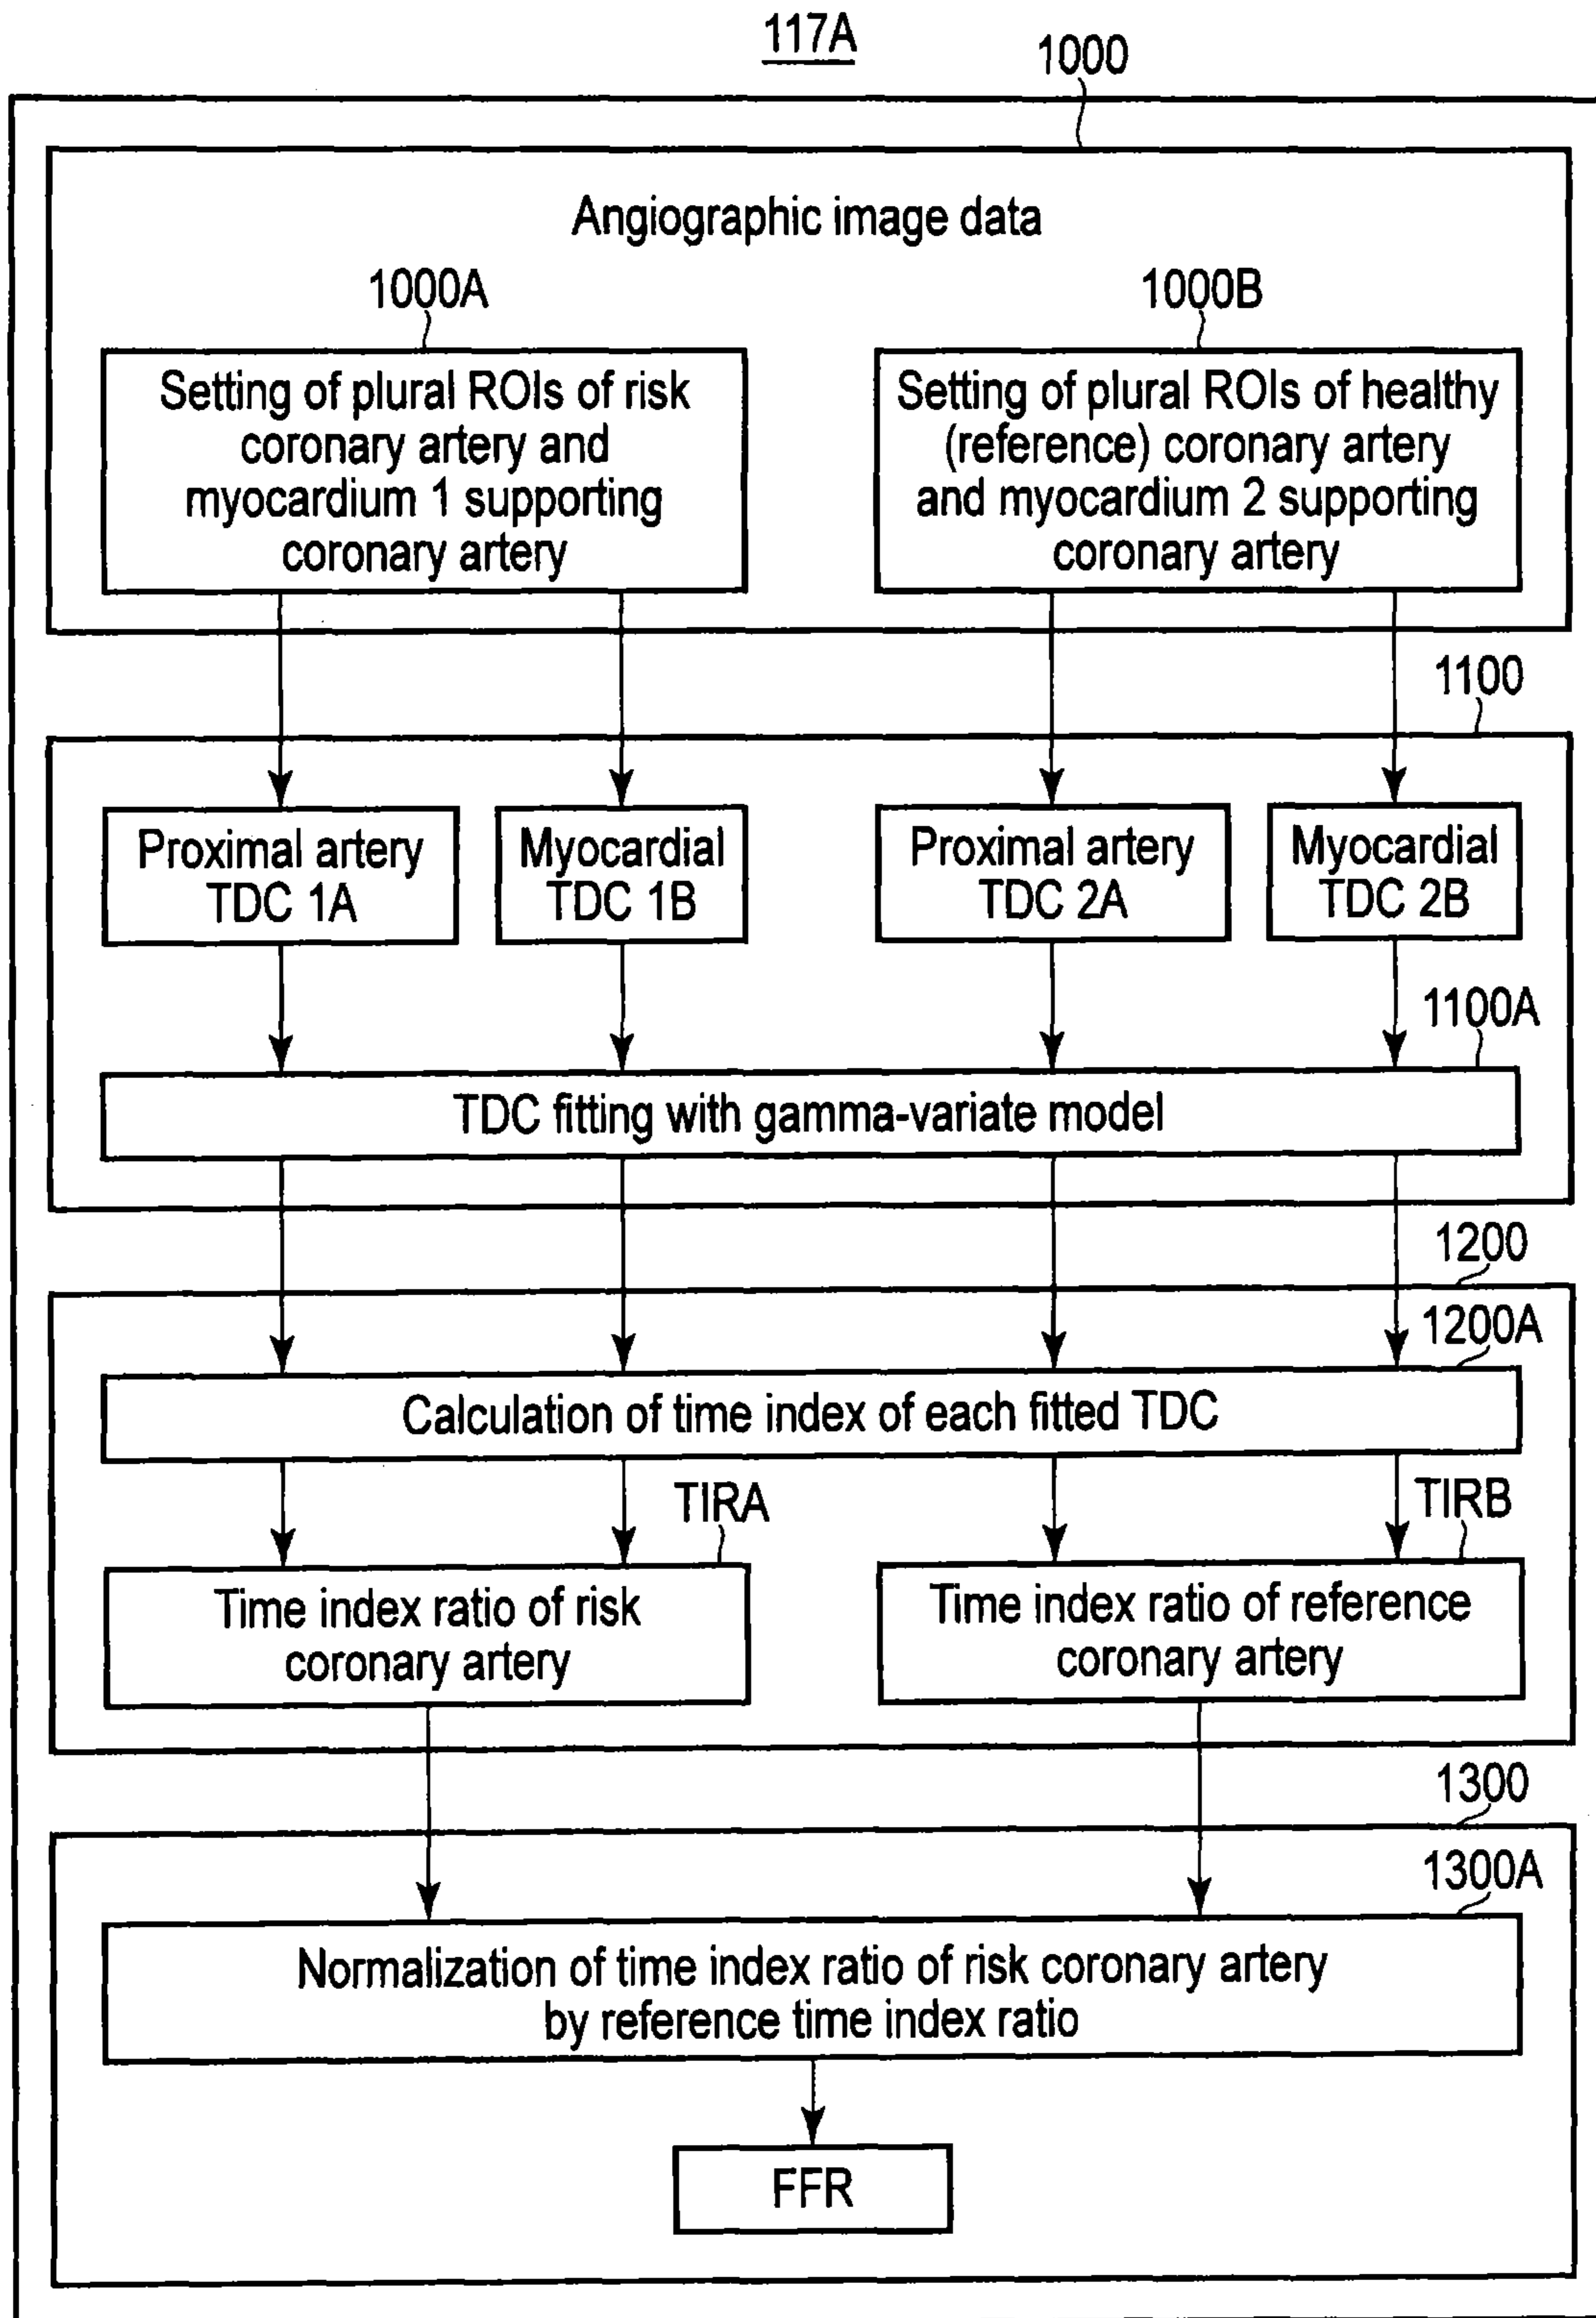 117A
1000
Angiographic image data
1000A
1000B
Setting of plural ROIs of risk
coronary artery and
myocardium 1 supporting
coronary artery
Setting of plural ROIs of healthy
(reference) coronary artery
and myocardium 2 supporting
coronary artery
1100
Proximal artery
TDC 1A
Myocardial
TDC 1B
Proximal artery
TDC 2A
Myocardial
TDC 2B
1100A
TDC fitting with gamma-variate model
1200
1200A
Calculation of time index of each fitted TDC
TIRA
TIRB
Time index ratio of risk
coronary artery
Time index ratio of reference
coronary artery
1300
1300A
Normalization of time index ratio of risk coronary artery
by reference time index ratio
FFR